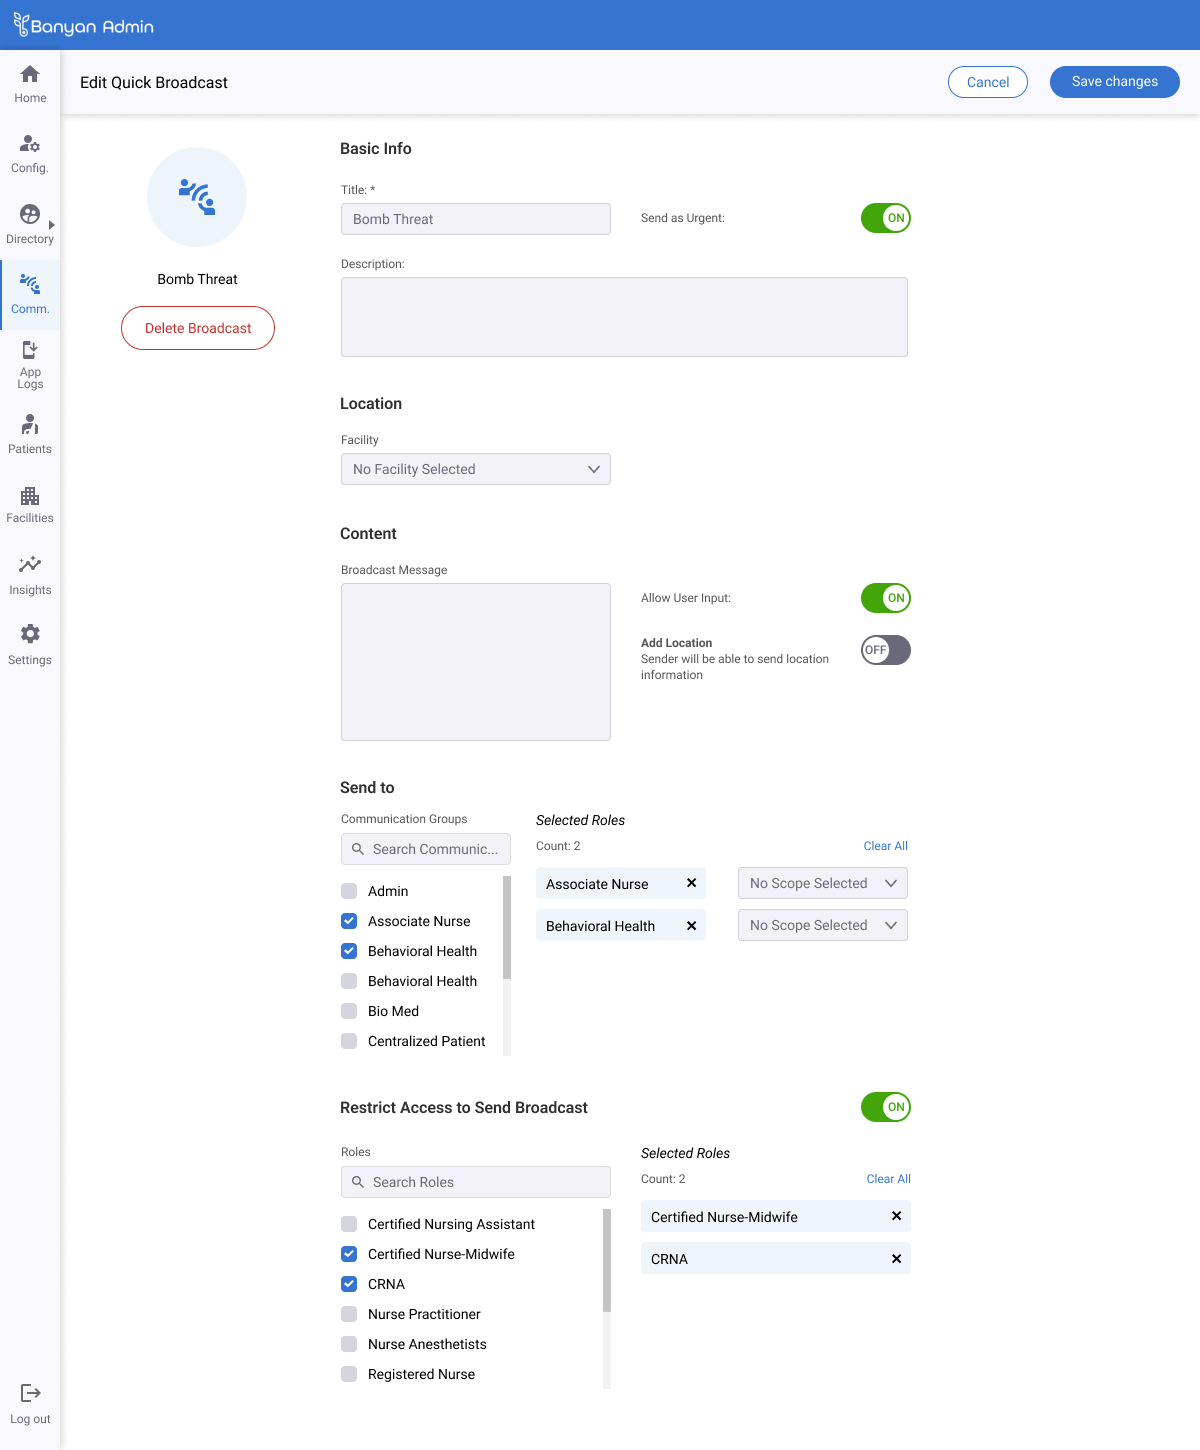 Banyan Admin
Edit Quick Broadcast
Cancel
Save changes
Home
Config.
Directory
Comm.
App
Logs
Patients
Facilities
Insights
Settings
Log out
Bomb Threat
Delete Broadcast
Basic Info
Title: *
Bomb Threat
Send as Urgent:
ON
Description:
Location
Facility
No Facility Selected
Content
Broadcast Message
Allow User Input:
ON
Add Location
Sender will be able to send location
information
OFF
Send to
Communication Groups
Search Communic...
Admin
Associate Nurse
Behavioral Health
Behavioral Health
Bio Med
Centralized Patient
Selected Roles
Count: 2
Clear All
Associate Nurse
No Scope Selected
Behavioral Health
No Scope Selected
Restrict Access to Send Broadcast
ON
Roles
Search Roles
Certified Nursing Assistant
Certified Nurse-Midwife
CRNA
Nurse Practitioner
Nurse Anesthetists
Registered Nurse
Selected Roles
Count: 2
Clear All
Certified Nurse-Midwife
CRNA